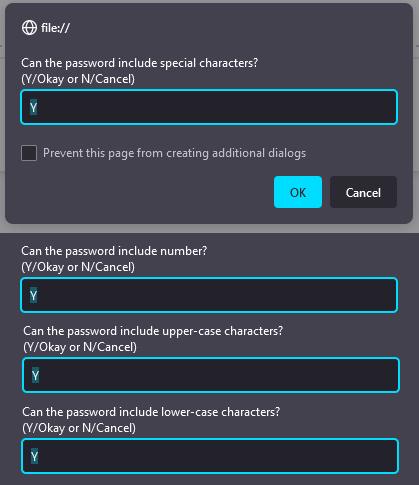 file://
Can the password include special characters?
(Y/Okay or N/Cancel)
Y
Prevent this page from creating additional dialogs
OK Cancel
Can the password include number?
(Y/Okay or N/Cancel)
Y
Can the password include upper-case characters?
(Y/Okay or N/Cancel)
Y
Can the password include lower-case characters?
(Y/Okay or N/Cancel)
Y